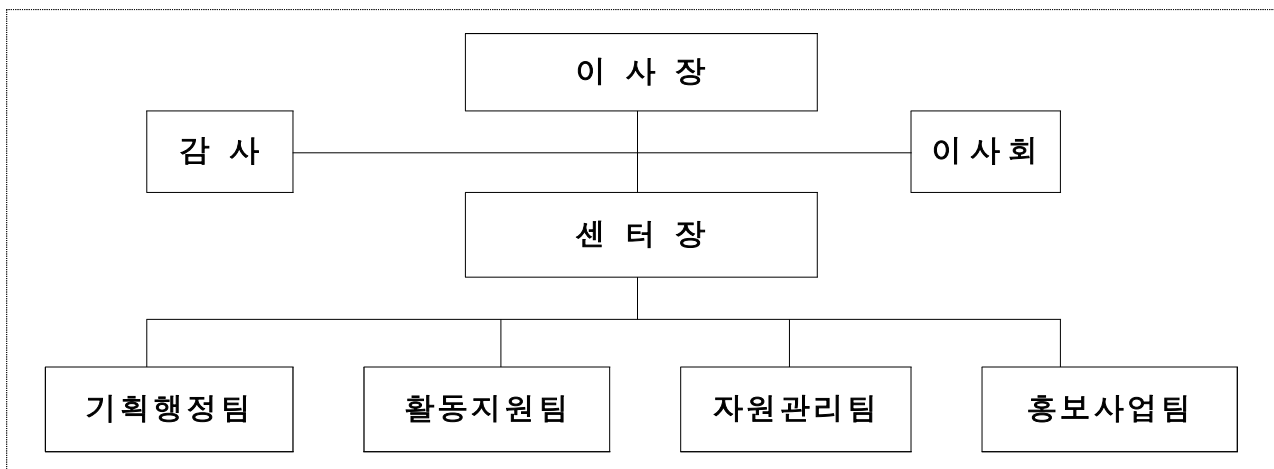 이 사 장
감 사
이 사 회
센 터 장
기획행정팀
활동지원팀
자원관리팀
홍보사업팀